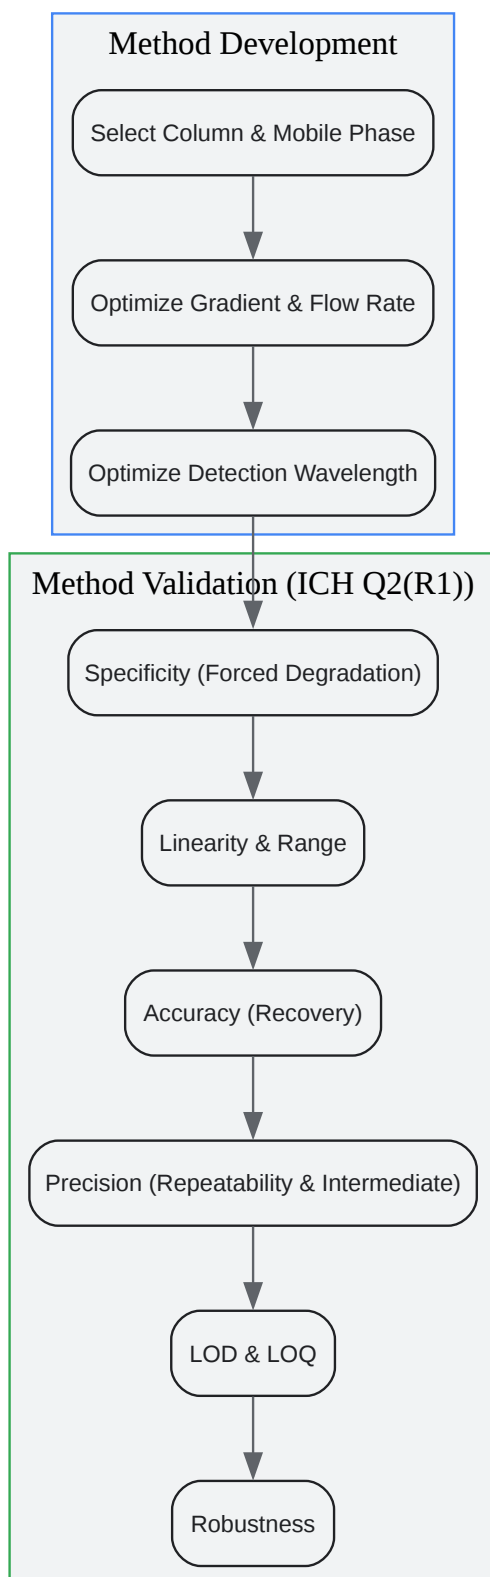 Method Development
Select Column & Mobile Phase
Optimize Gradient & Flow Rate
Optimize Detection Wavelength
Method Validation (ICH Q2(R1))
Specificity (Forced Degradation)
Linearity & Range
Accuracy (Recovery)
Precision (Repeatability & Intermediate)
LOD & LOQ
Robustness